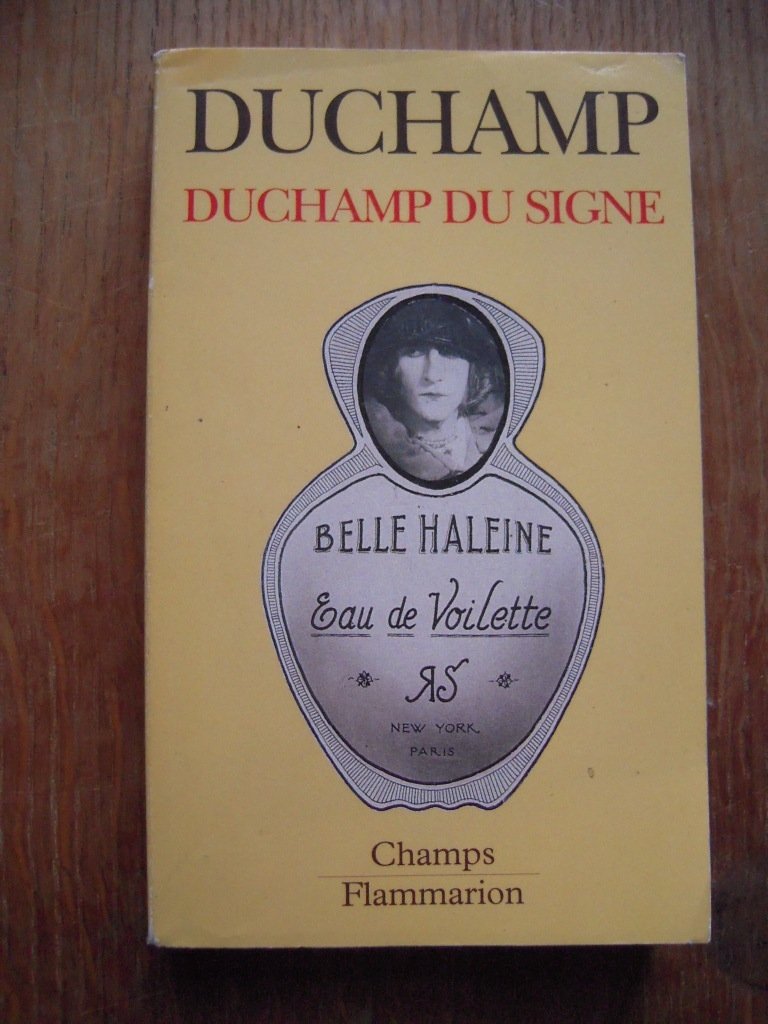 DUCHAMP
DUCHAMP DU SIGNE
BELLE HALEINE
Eau de Voilette
RS
NEW YORK
PARIS
Champs
Flammarion